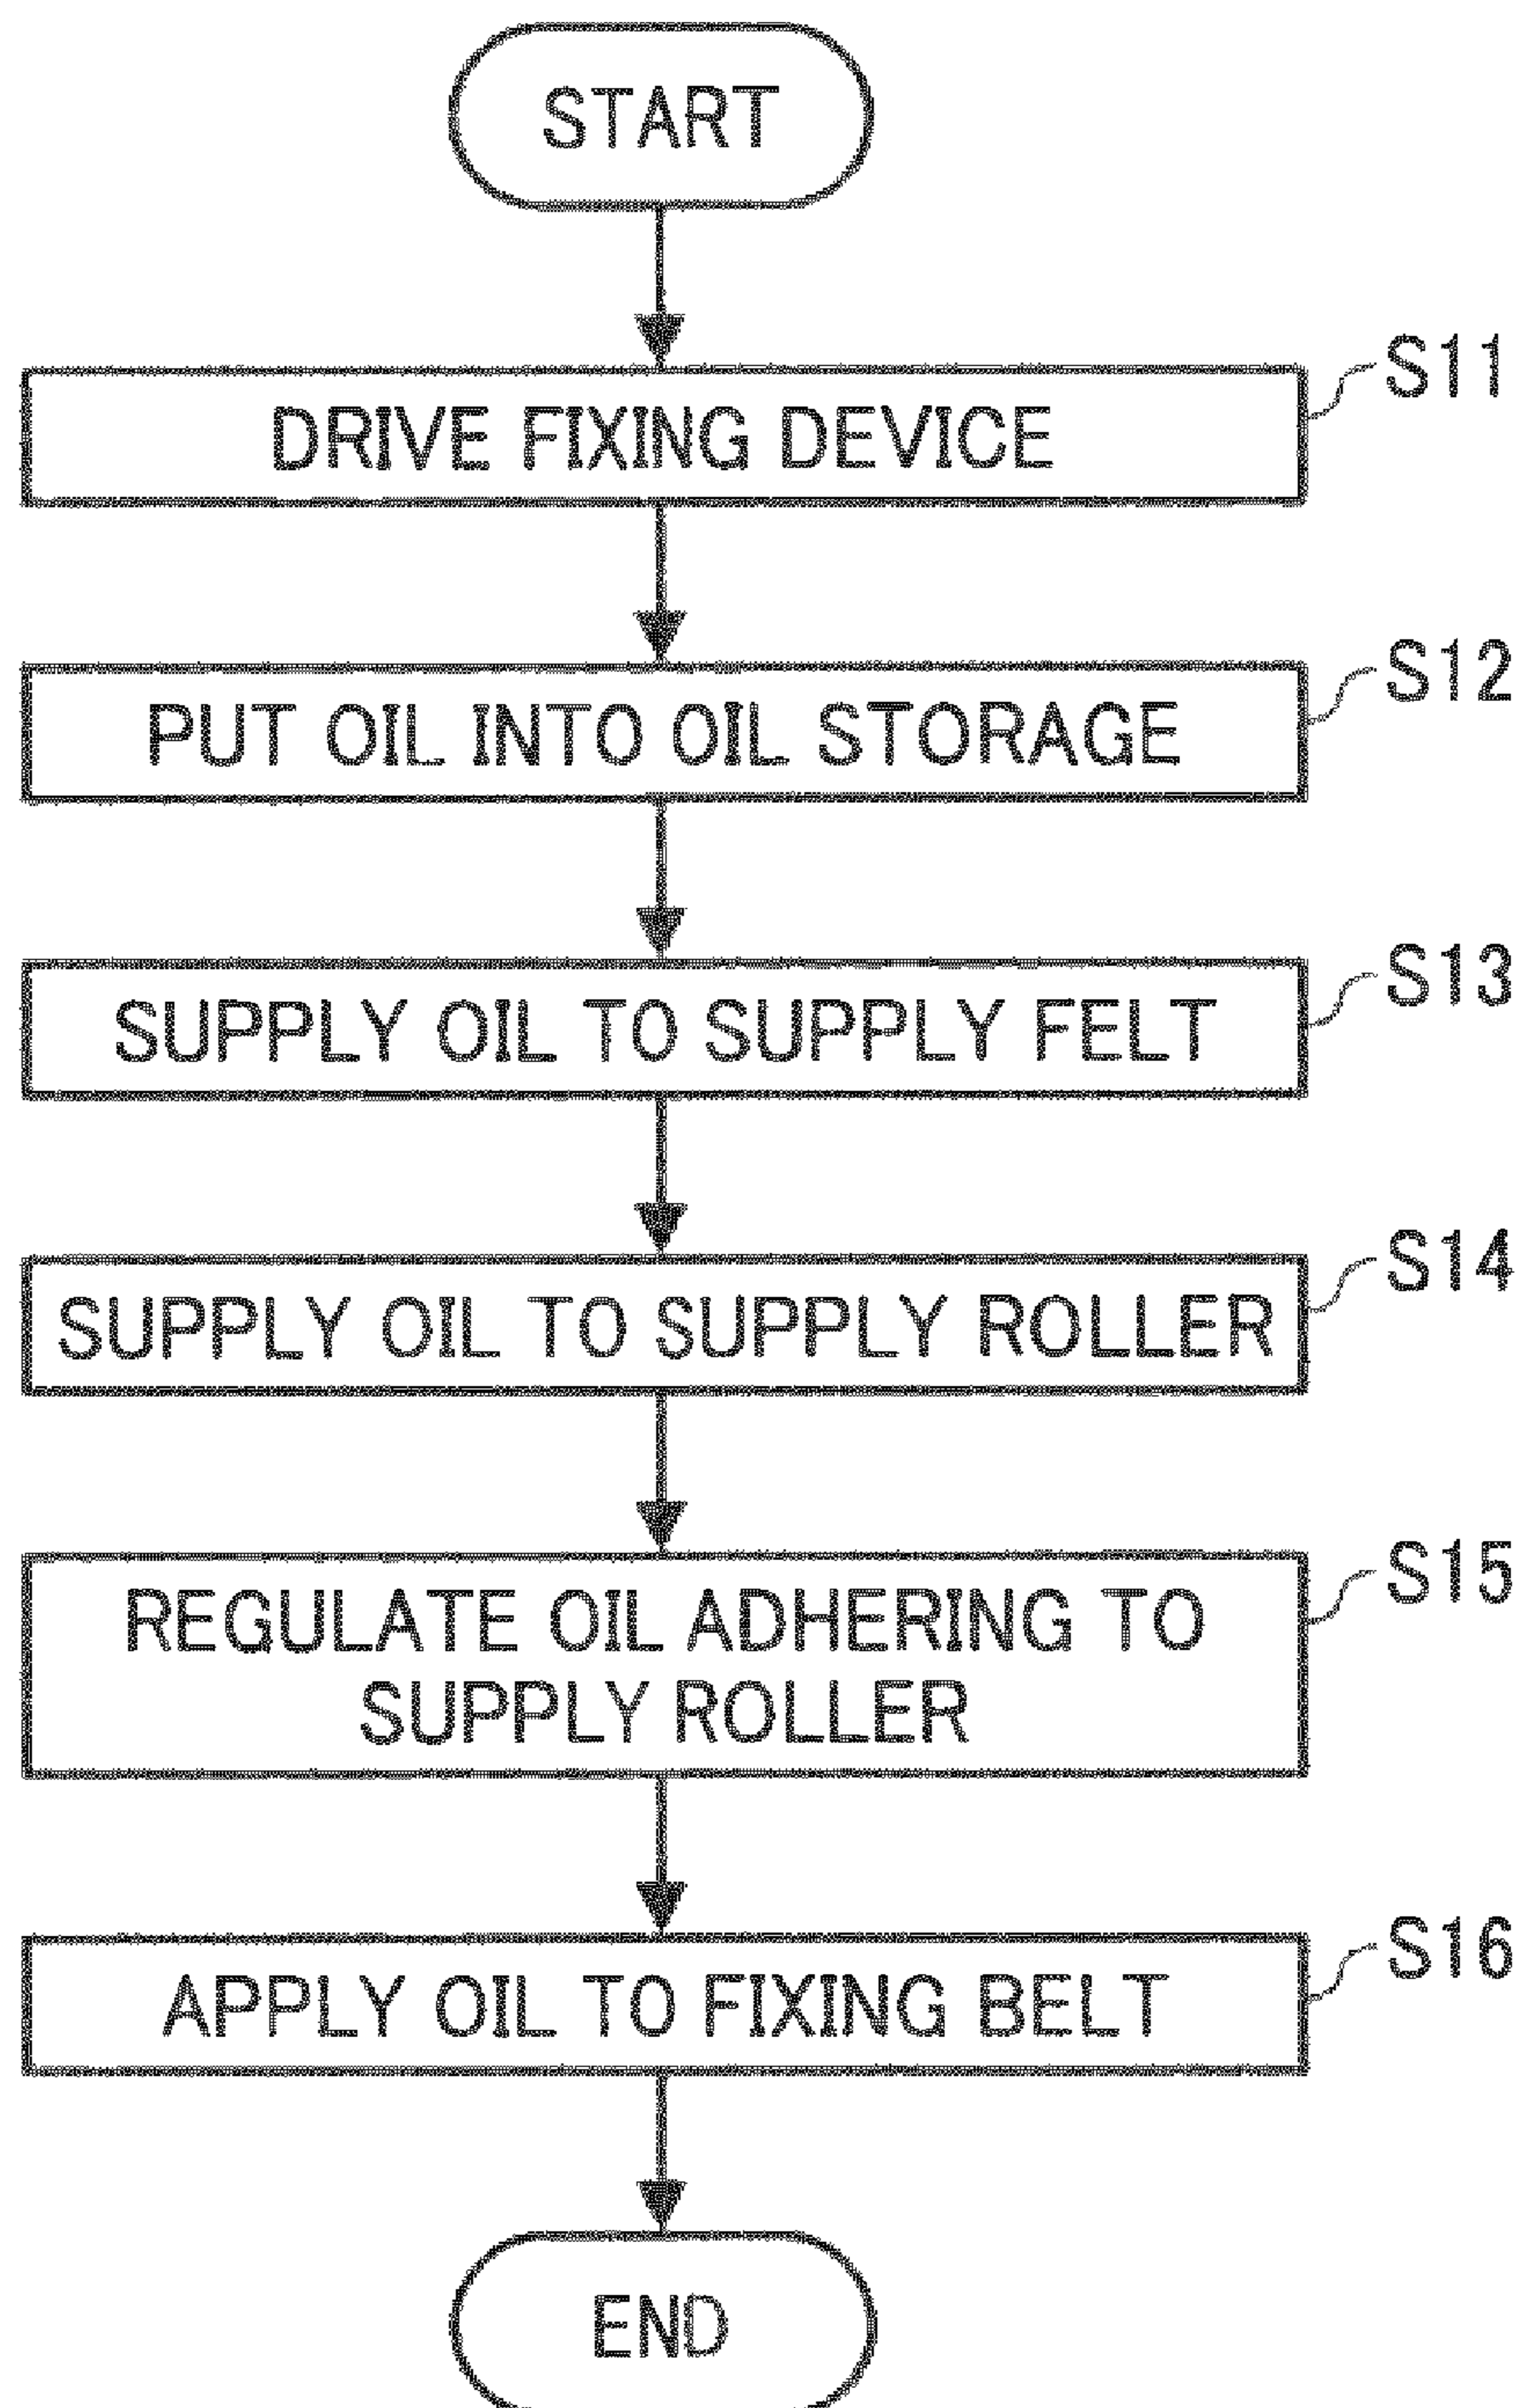 START
S11
DRIVE FIXING DEVICE
S12
PUT OIL INTO OIL STORAGE
S13
SUPPLY OIL TO SUPPLY FELT
S14
SUPPLY OIL TO SUPPLY ROLLER
S15
REGULATE OIL ADHERING TO
SUPPLY ROLLER
S16
APPLY OIL TO FIXING BELT
END